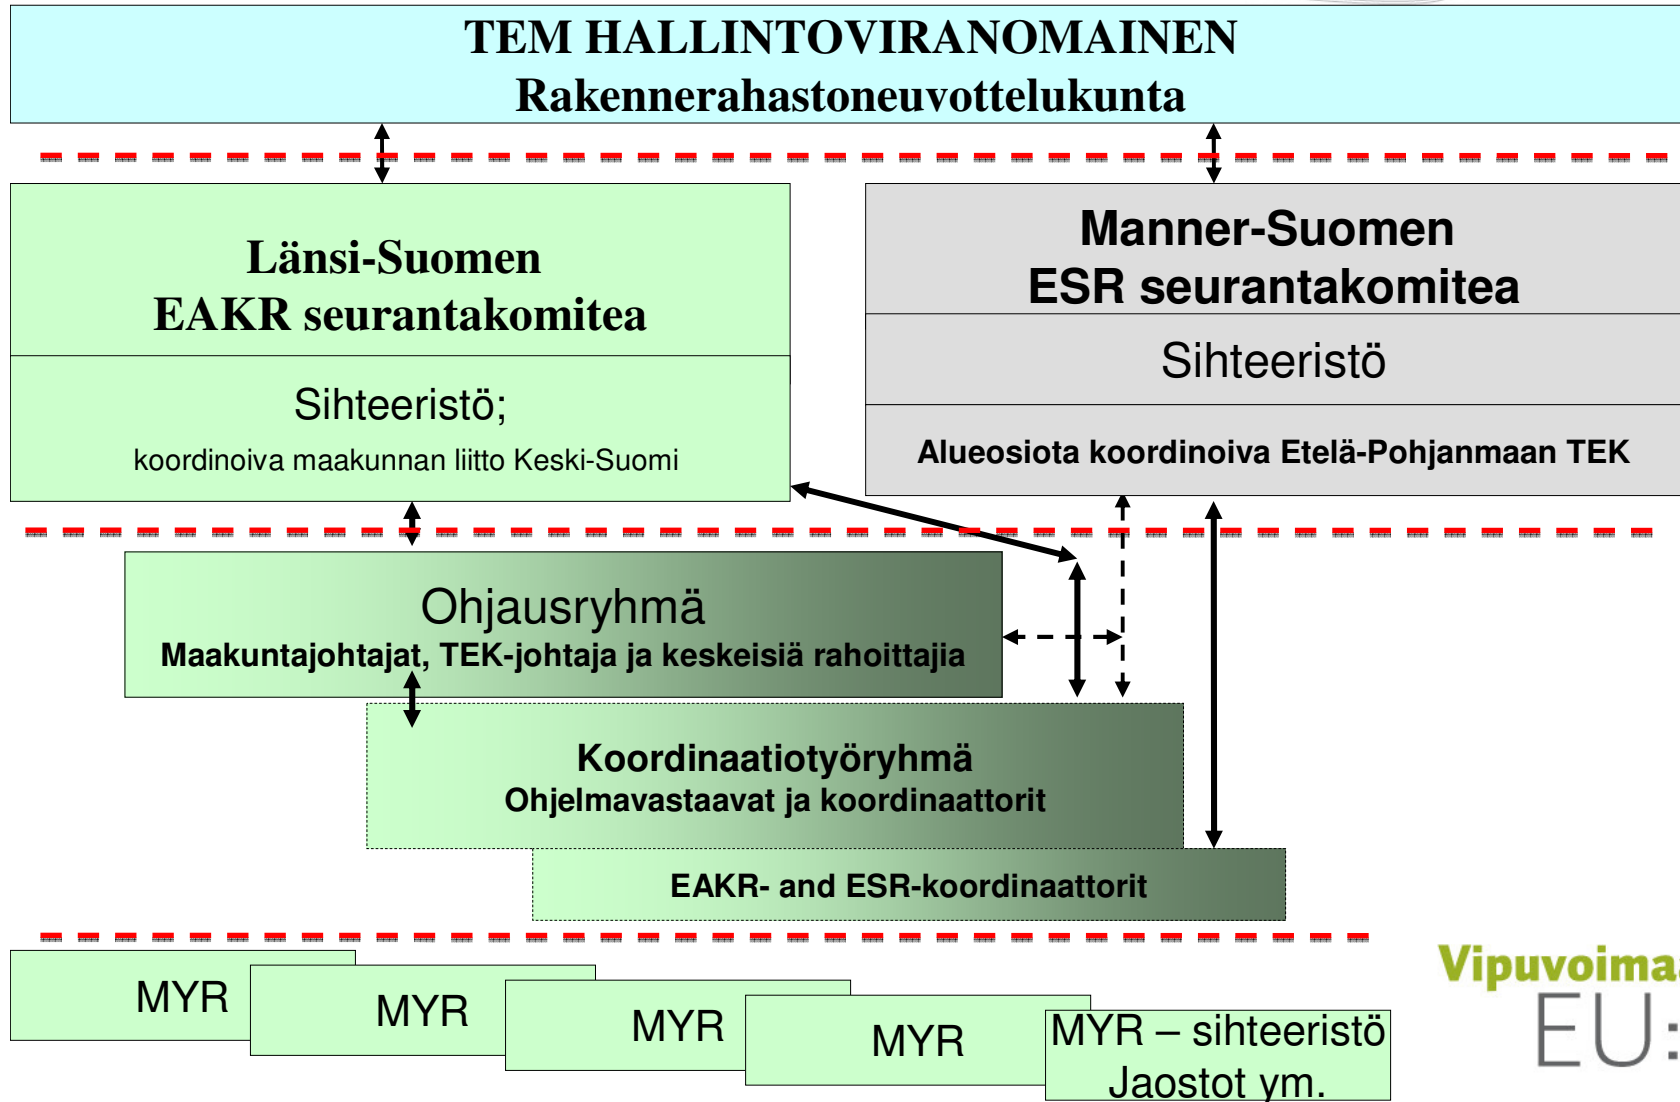 TEM HALLINTOVIRANOMAINEN
Rakennerahastoneuvottelukunta
Länsi-Suomen
EAKR seurantakomitea
Sihteeristö;
koordinoiva maakunnan liitto Keski-Suomi
Manner-Suomen
ESR seurantakomitea
Sihteeristö
Alueosiota koordinoiva Etelä-Pohjanmaan TEK
Ohjausryhmä
Maakuntajohtajat, TEK-johtaja ja keskeisiä rahoittajia
Koordinaatiotyöryhmä
Ohjelmavastaavat ja koordinaattorit
EAKR- and ESR-koordinaattorit
MYR
MYR
MYR
MYR
MYR – sihteeristö
Jaostot ym.
Vipuvoimaa
EU: